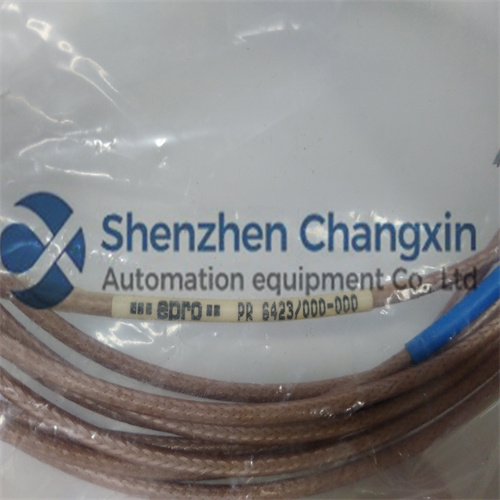 Shenzhen Changxin
Automation equipment Co., Ltd
epro PR 6423/000-000